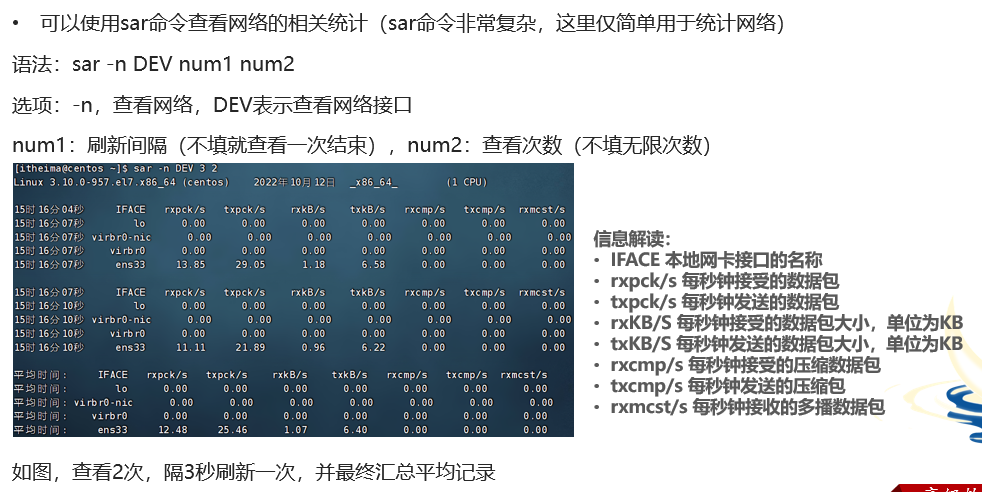 • 可以使用sar命令查看网络的相关统计（sar命令非常复杂，这里仅简单用于统计网络）
语法：sar -n DEV num1 num2
选项：-n，查看网络，DEV表示查看网络接口
num1：刷新间隔（不填就查看一次结束），num2：查看次数（不填无限次数）
[itheima@centos ~]$ sar -n DEV 3 2
Linux 3.10.0-957.el7.x86_64 (centos) 2022年10月12日 _x86_64_ (1 CPU)
15时16分04秒 IFACE rxpck/s txpck/s rxkB/s txkB/s rxcmp/s txcmp/s rxmcst/s
15时16分07秒 lo 0.00 0.00 0.00 0.00 0.00 0.00 0.00
15时16分07秒 virbr0-nic 0.00 0.00 0.00 0.00 0.00 0.00 0.00
15时16分07秒 virbr0 0.00 0.00 0.00 0.00 0.00 0.00 0.00
15时16分07秒 ens33 13.85 29.05 1.18 6.58 0.00 0.00 0.00
15时16分07秒 IFACE rxpck/s txpck/s rxkB/s txkB/s rxcmp/s txcmp/s rxmcst/s
15时16分10秒 lo 0.00 0.00 0.00 0.00 0.00 0.00 0.00
15时16分10秒 virbr0-nic 0.00 0.00 0.00 0.00 0.00 0.00 0.00
15时16分10秒 virbr0 0.00 0.00 0.00 0.00 0.00 0.00 0.00
15时16分10秒 ens33 11.11 21.89 0.96 6.22 0.00 0.00 0.00
平均时间： IFACE rxpck/s txpck/s rxkB/s txkB/s rxcmp/s txcmp/s rxmcst/s
平均时间： lo 0.00 0.00 0.00 0.00 0.00 0.00 0.00
平均时间： virbr0-nic 0.00 0.00 0.00 0.00 0.00 0.00 0.00
平均时间： virbr0 0.00 0.00 0.00 0.00 0.00 0.00 0.00
平均时间： ens33 12.48 25.46 1.07 6.40 0.00 0.00 0.00
信息解读：
• IFACE 本地网卡接口的名称
• rxpck/s 每秒钟接受的数据包
• txpck/s 每秒钟发送的数据包
• rxKB/S 每秒钟接受的数据包大小，单位为KB
• txKB/S 每秒钟发送的数据包大小，单位为KB
• rxcmp/s 每秒钟接受的压缩数据包
• txcmp/s 每秒钟发送的压缩包
• rxmcst/s 每秒钟接收的多播数据包
如图，查看2次，隔3秒刷新一次，并最终汇总平均记录